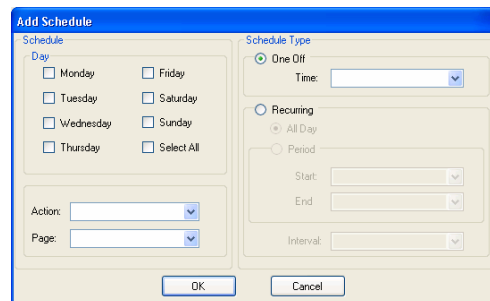 Add Schedule
Schedule
Day
Monday
Friday
Tuesday
Saturday
Wednesday
Sunday
Thursday
Select All
Action:
Page:
Schedule Type
One Off
Time:
Recurring
All Day
Period
Start:
End
Interval:
OK
Cancel